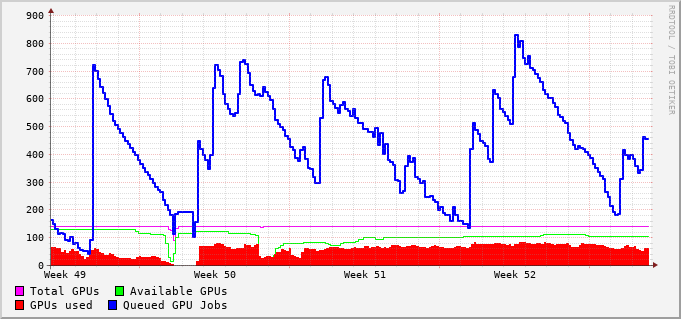 900
800
700
600
500
400
300
200
100
0
Week 49 Week 50 Week 51 Week 52
Total GPUs Available GPUs
GPUs used Queued GPU Jobs
RRDTOOL / TOBI OETIKER